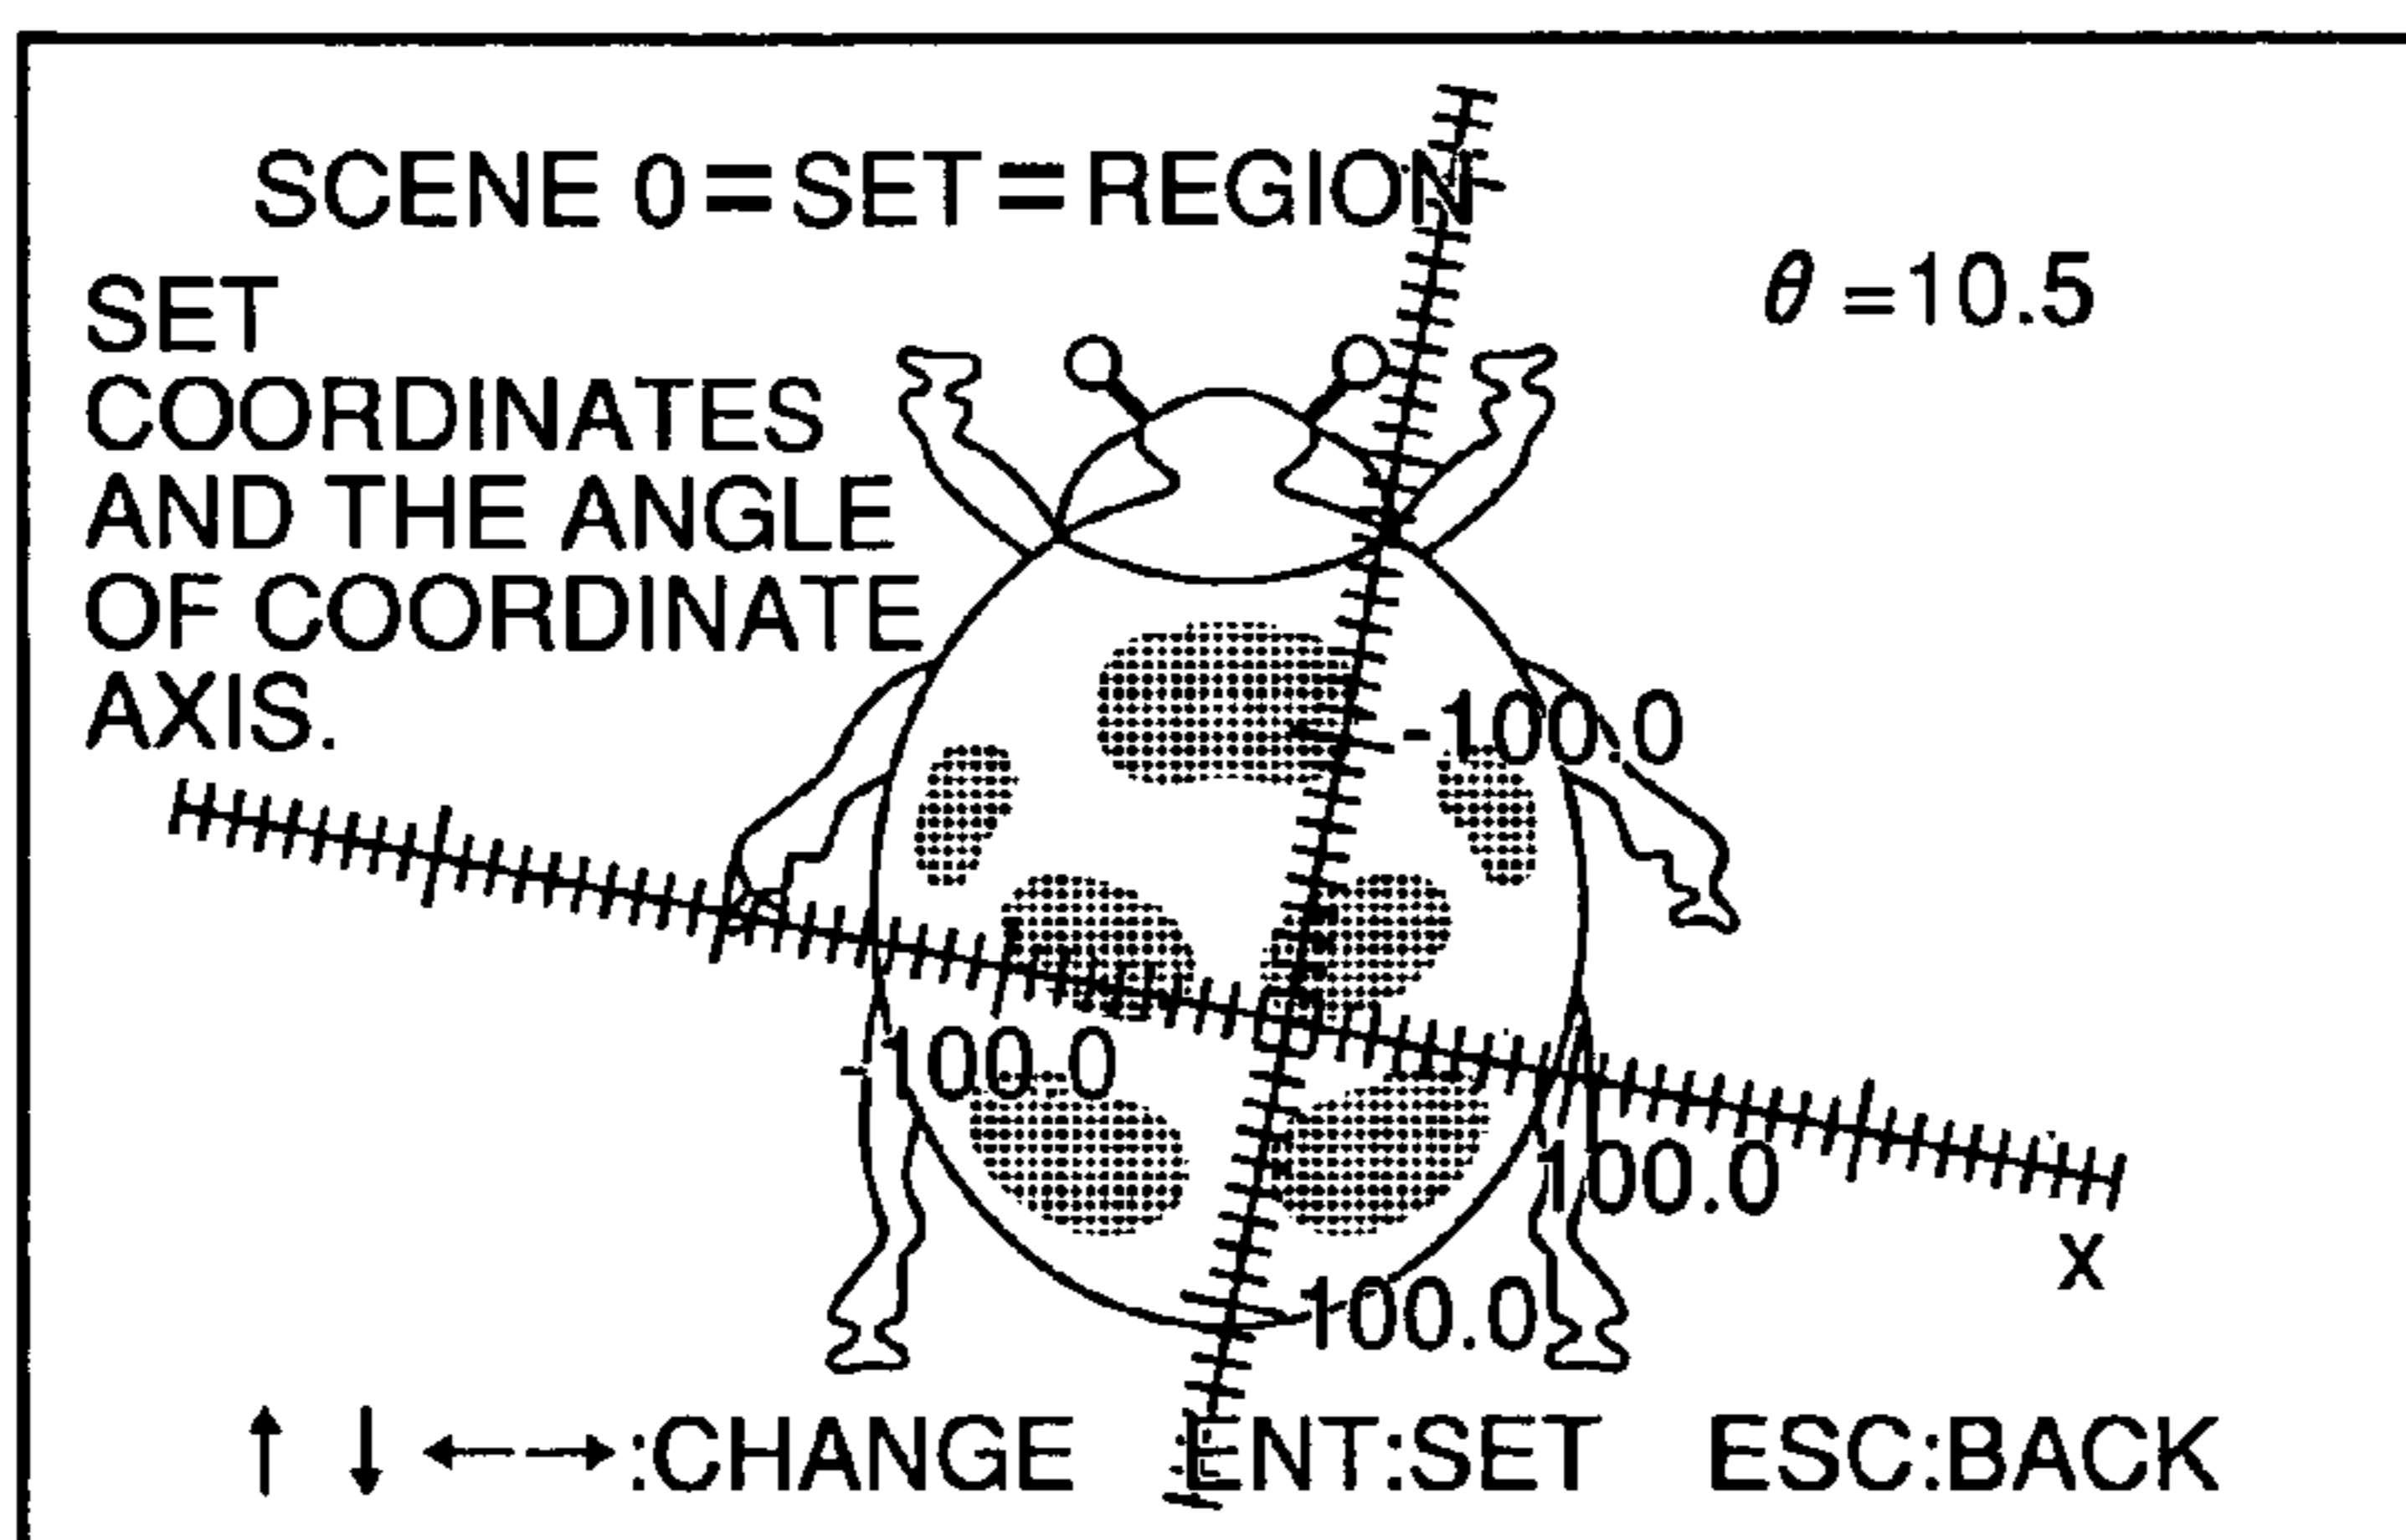 SCENE 0=SET=REGION
θ=10.5
SET
COORDINATES
AND THE ANGLE
OF COORDINATE
AXIS.
-100.0
-100.0
100.0
X
100.0
↑ ↓ ←→:CHANGE ENT:SET ESC:BACK